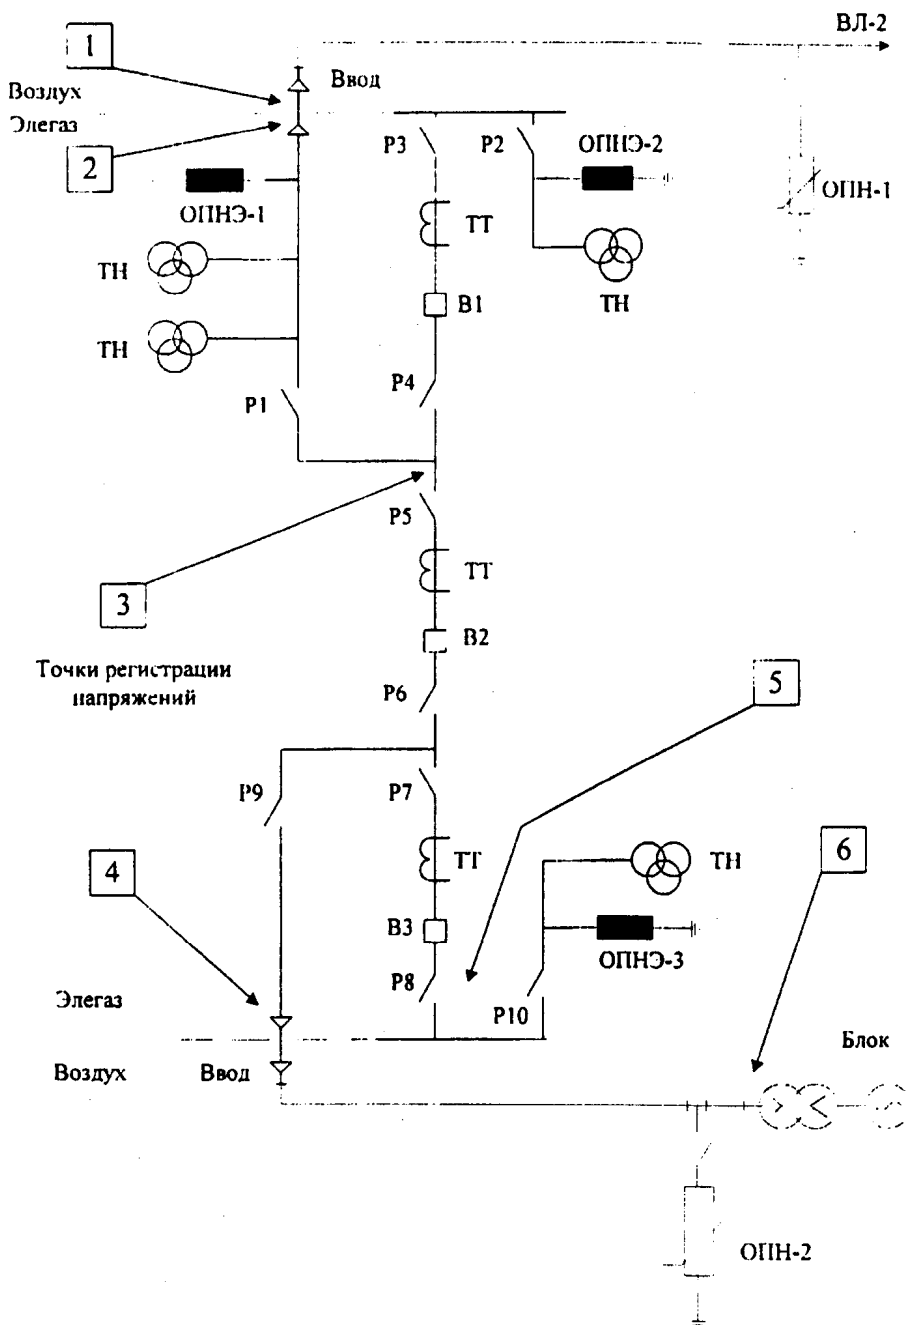 ВЛ-2
1
Ввод
Воздух
Элегаз
2
Р3
Р2
ОПНЭ-2
ОПН-1
ОПНЭ-1
ТТ
ТН
ТН
В1
ТН
Р4
Р1
Р5
ТТ
3
В2
Точки регистрации
напряжений
Р6
5
Р9
Р7
6
4
ТТ
ТН
В3
ОПНЭ-3
Р8
Элегаз
Р10
Блок
Воздух
Ввод
ОПН-2